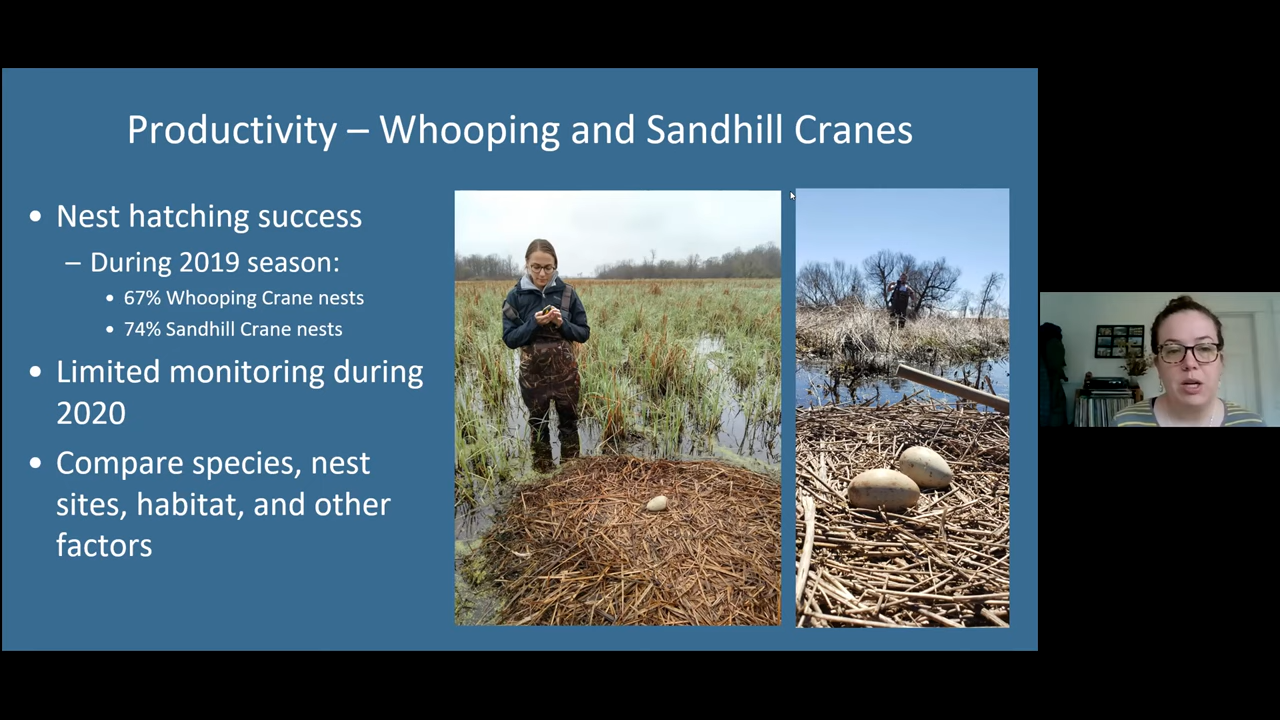 Productivity – Whooping and Sandhill Cranes
• Nest hatching success
– During 2019 season:
• 67% Whooping Crane nests
• 74% Sandhill Crane nests
• Limited monitoring during
2020
• Compare species, nest
sites, habitat, and other
factors